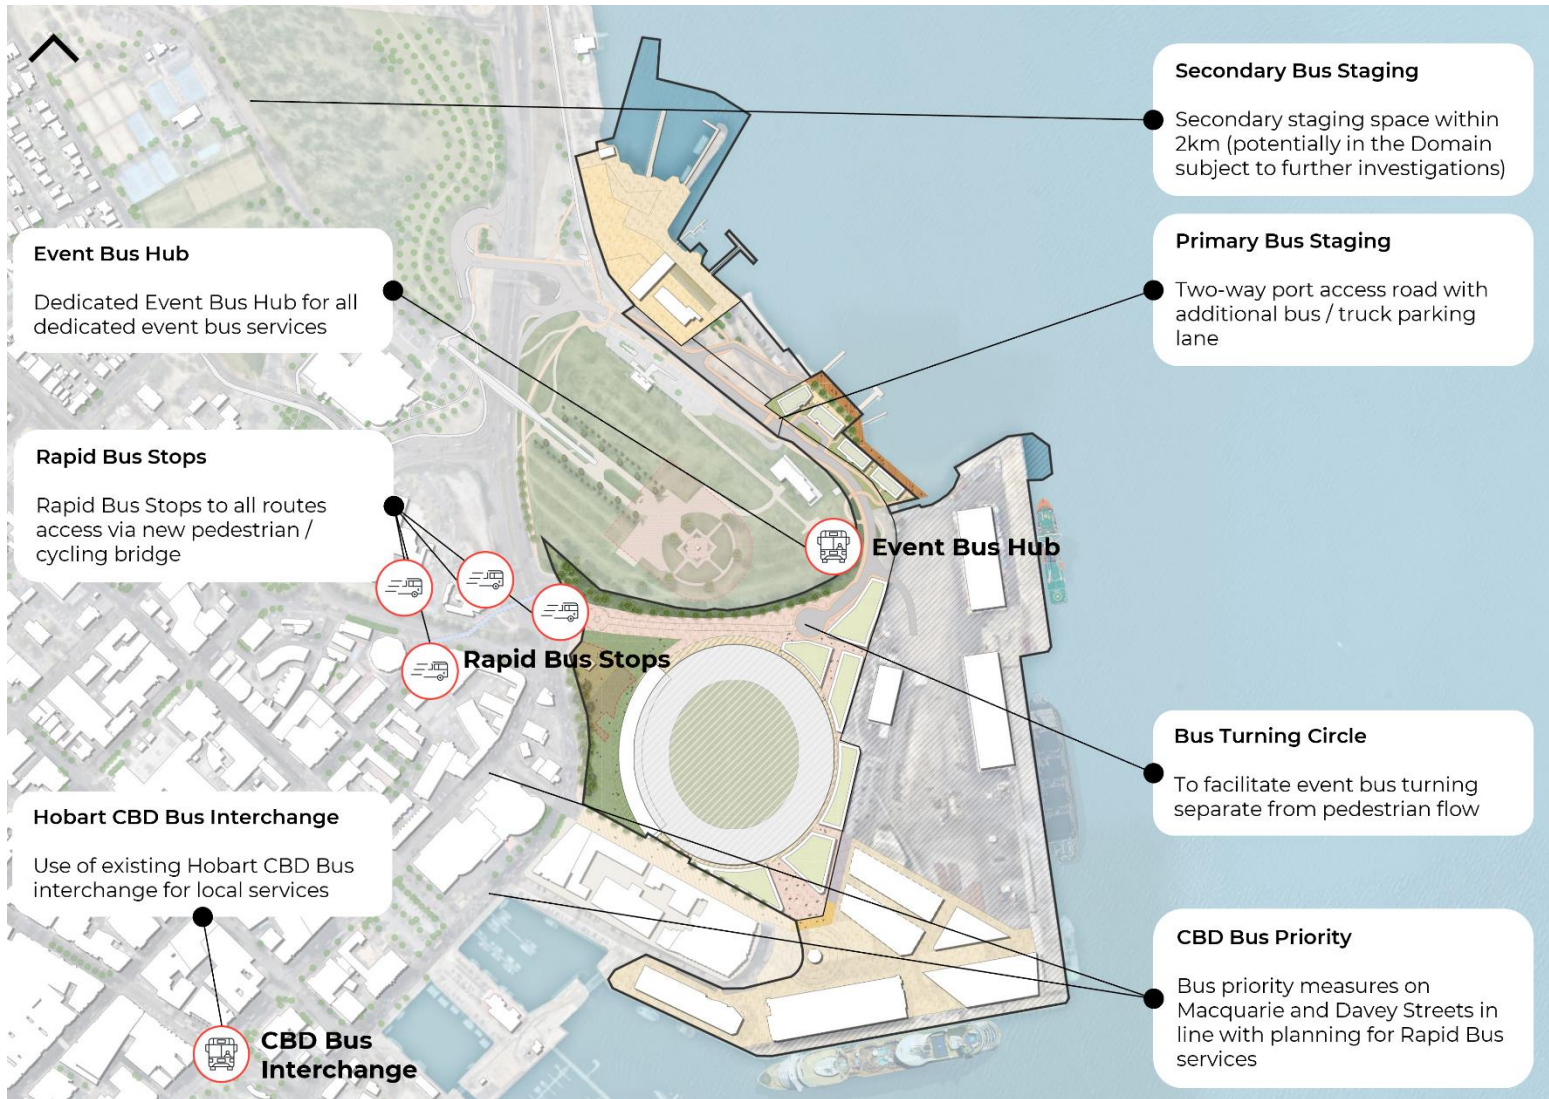 Secondary Bus Staging
Secondary staging space within
2km (potentially in the Domain
subject to further investigations)
Primary Bus Staging
Two-way port access road with
additional bus / truck parking
lane
Event Bus Hub
Dedicated Event Bus Hub for all
dedicated event bus services
Rapid Bus Stops
Rapid Bus Stops to all routes
access via new pedestrian /
cycling bridge
Event Bus Hub
Rapid Bus Stops
Bus Turning Circle
To facilitate event bus turning
separate from pedestrian flow
Hobart CBD Bus Interchange
Use of existing Hobart CBD Bus
interchange for local services
CBD Bus Priority
Bus priority measures on
Macquarie and Davey Streets in
line with planning for Rapid Bus
services
CBD Bus
Interchange